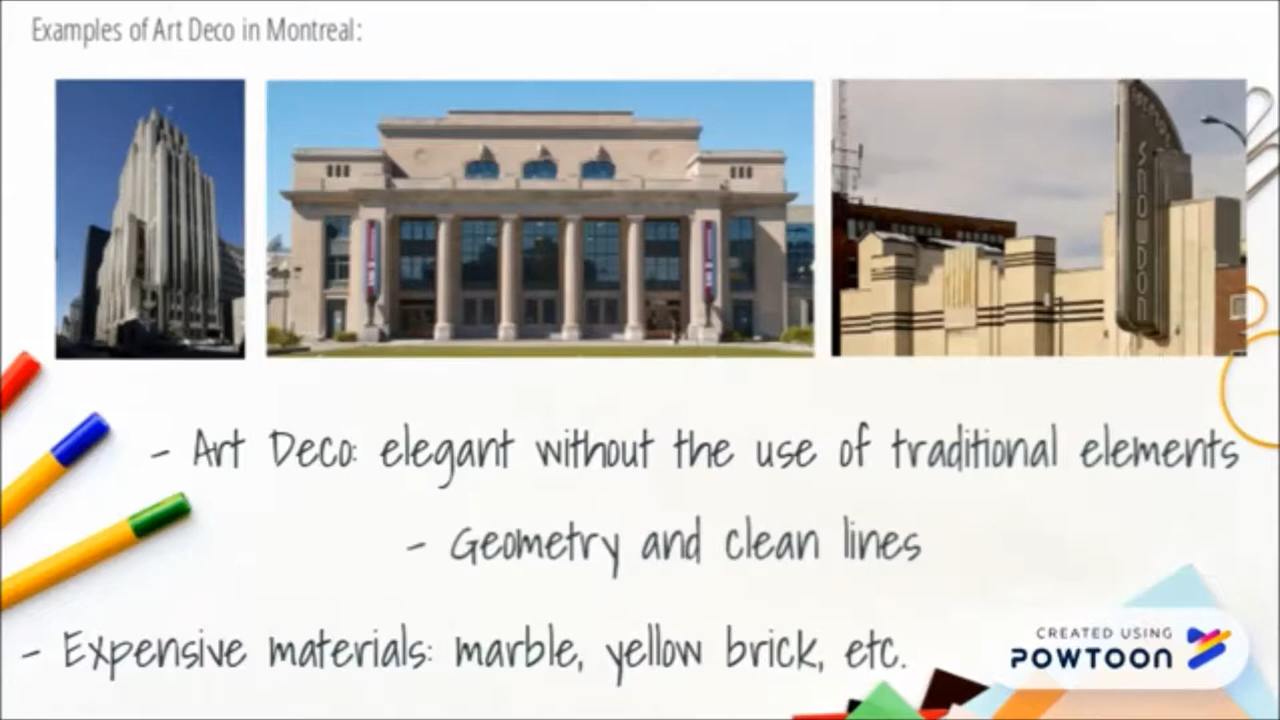 Examples of Art Deco in Montreal:
SNOWDON
- Art Deco: elegant without the use of traditional elements
- Geometry and clean lines
- Expensive materials: marble, yellow brick, etc.
CREATED USING
POWTOON